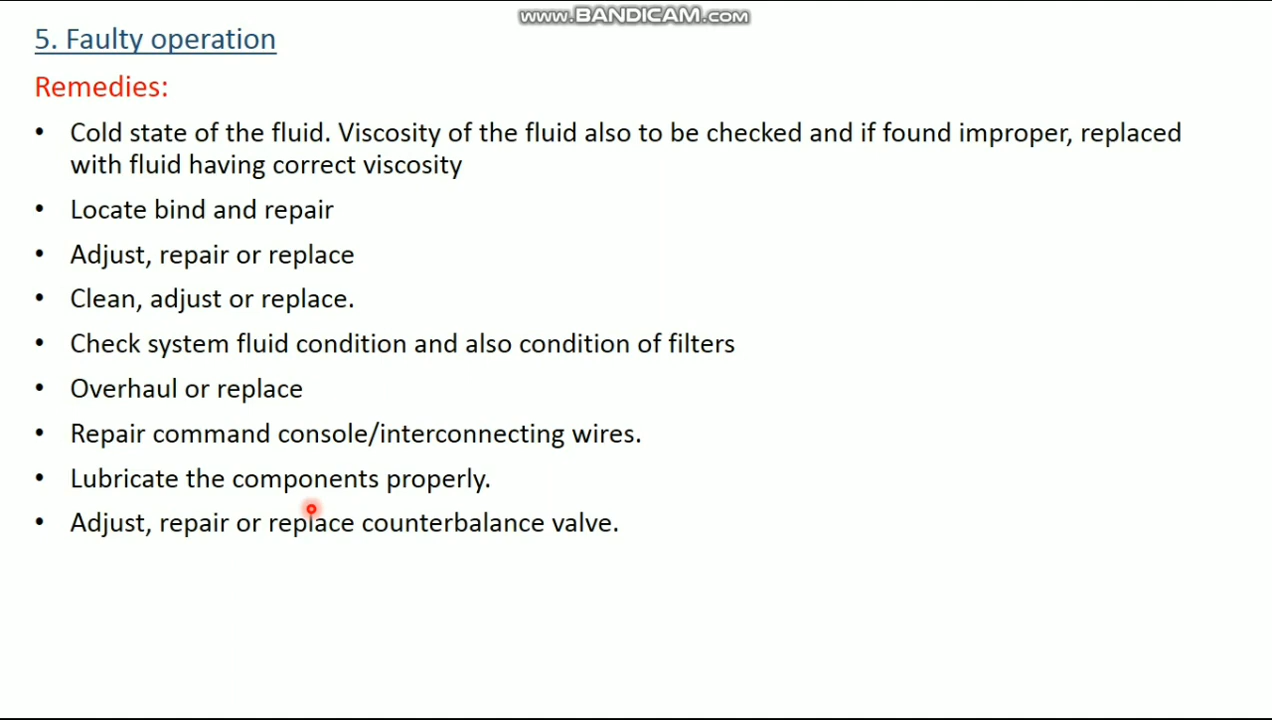 www.BANDICAM.com
5. Faulty operation
Remedies:
• Cold state of the fluid. Viscosity of the fluid also to be checked and if found improper, replaced
with fluid having correct viscosity
• Locate bind and repair
• Adjust, repair or replace
• Clean, adjust or replace.
• Check system fluid condition and also condition of filters
• Overhaul or replace
• Repair command console/interconnecting wires.
• Lubricate the components properly.
• Adjust, repair or replace counterbalance valve.